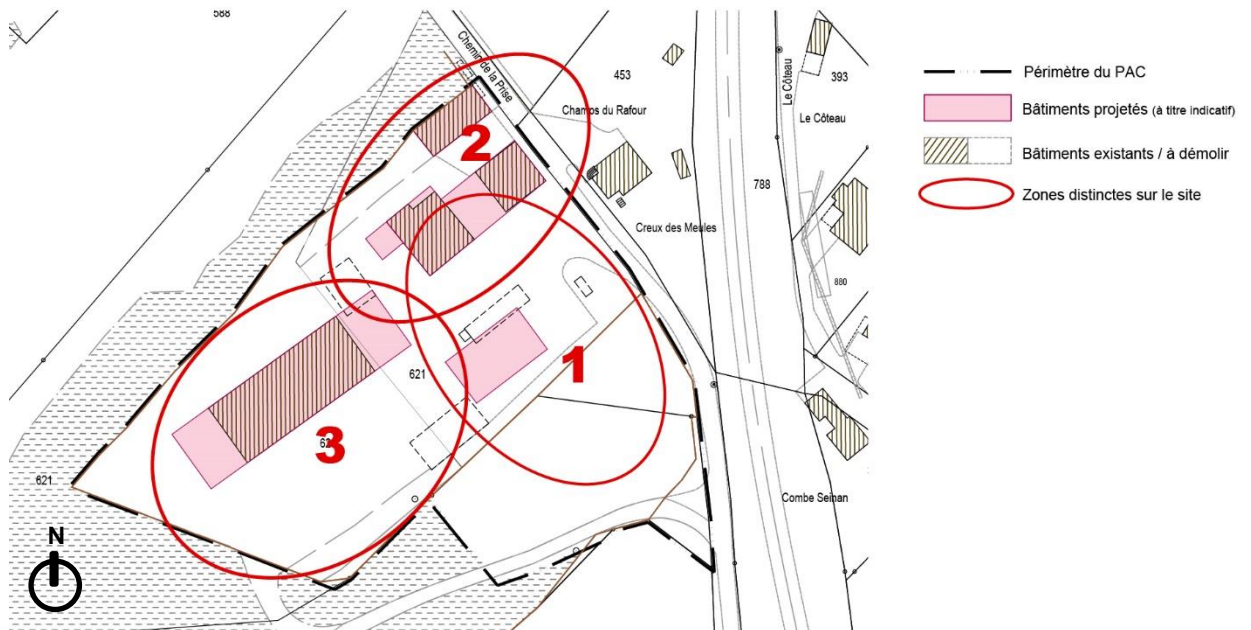 588
Chemin de la Prise
453
Champs du Rafour
Le Côteau
393
Le Côteau
788
2
Creux des Meules
880
1
621
3
621
N
Combe Seinan
Périmètre du PAC
Bâtiments projetés (à titre indicatif)
Bâtiments existants / à démolir
Zones distinctes sur le site